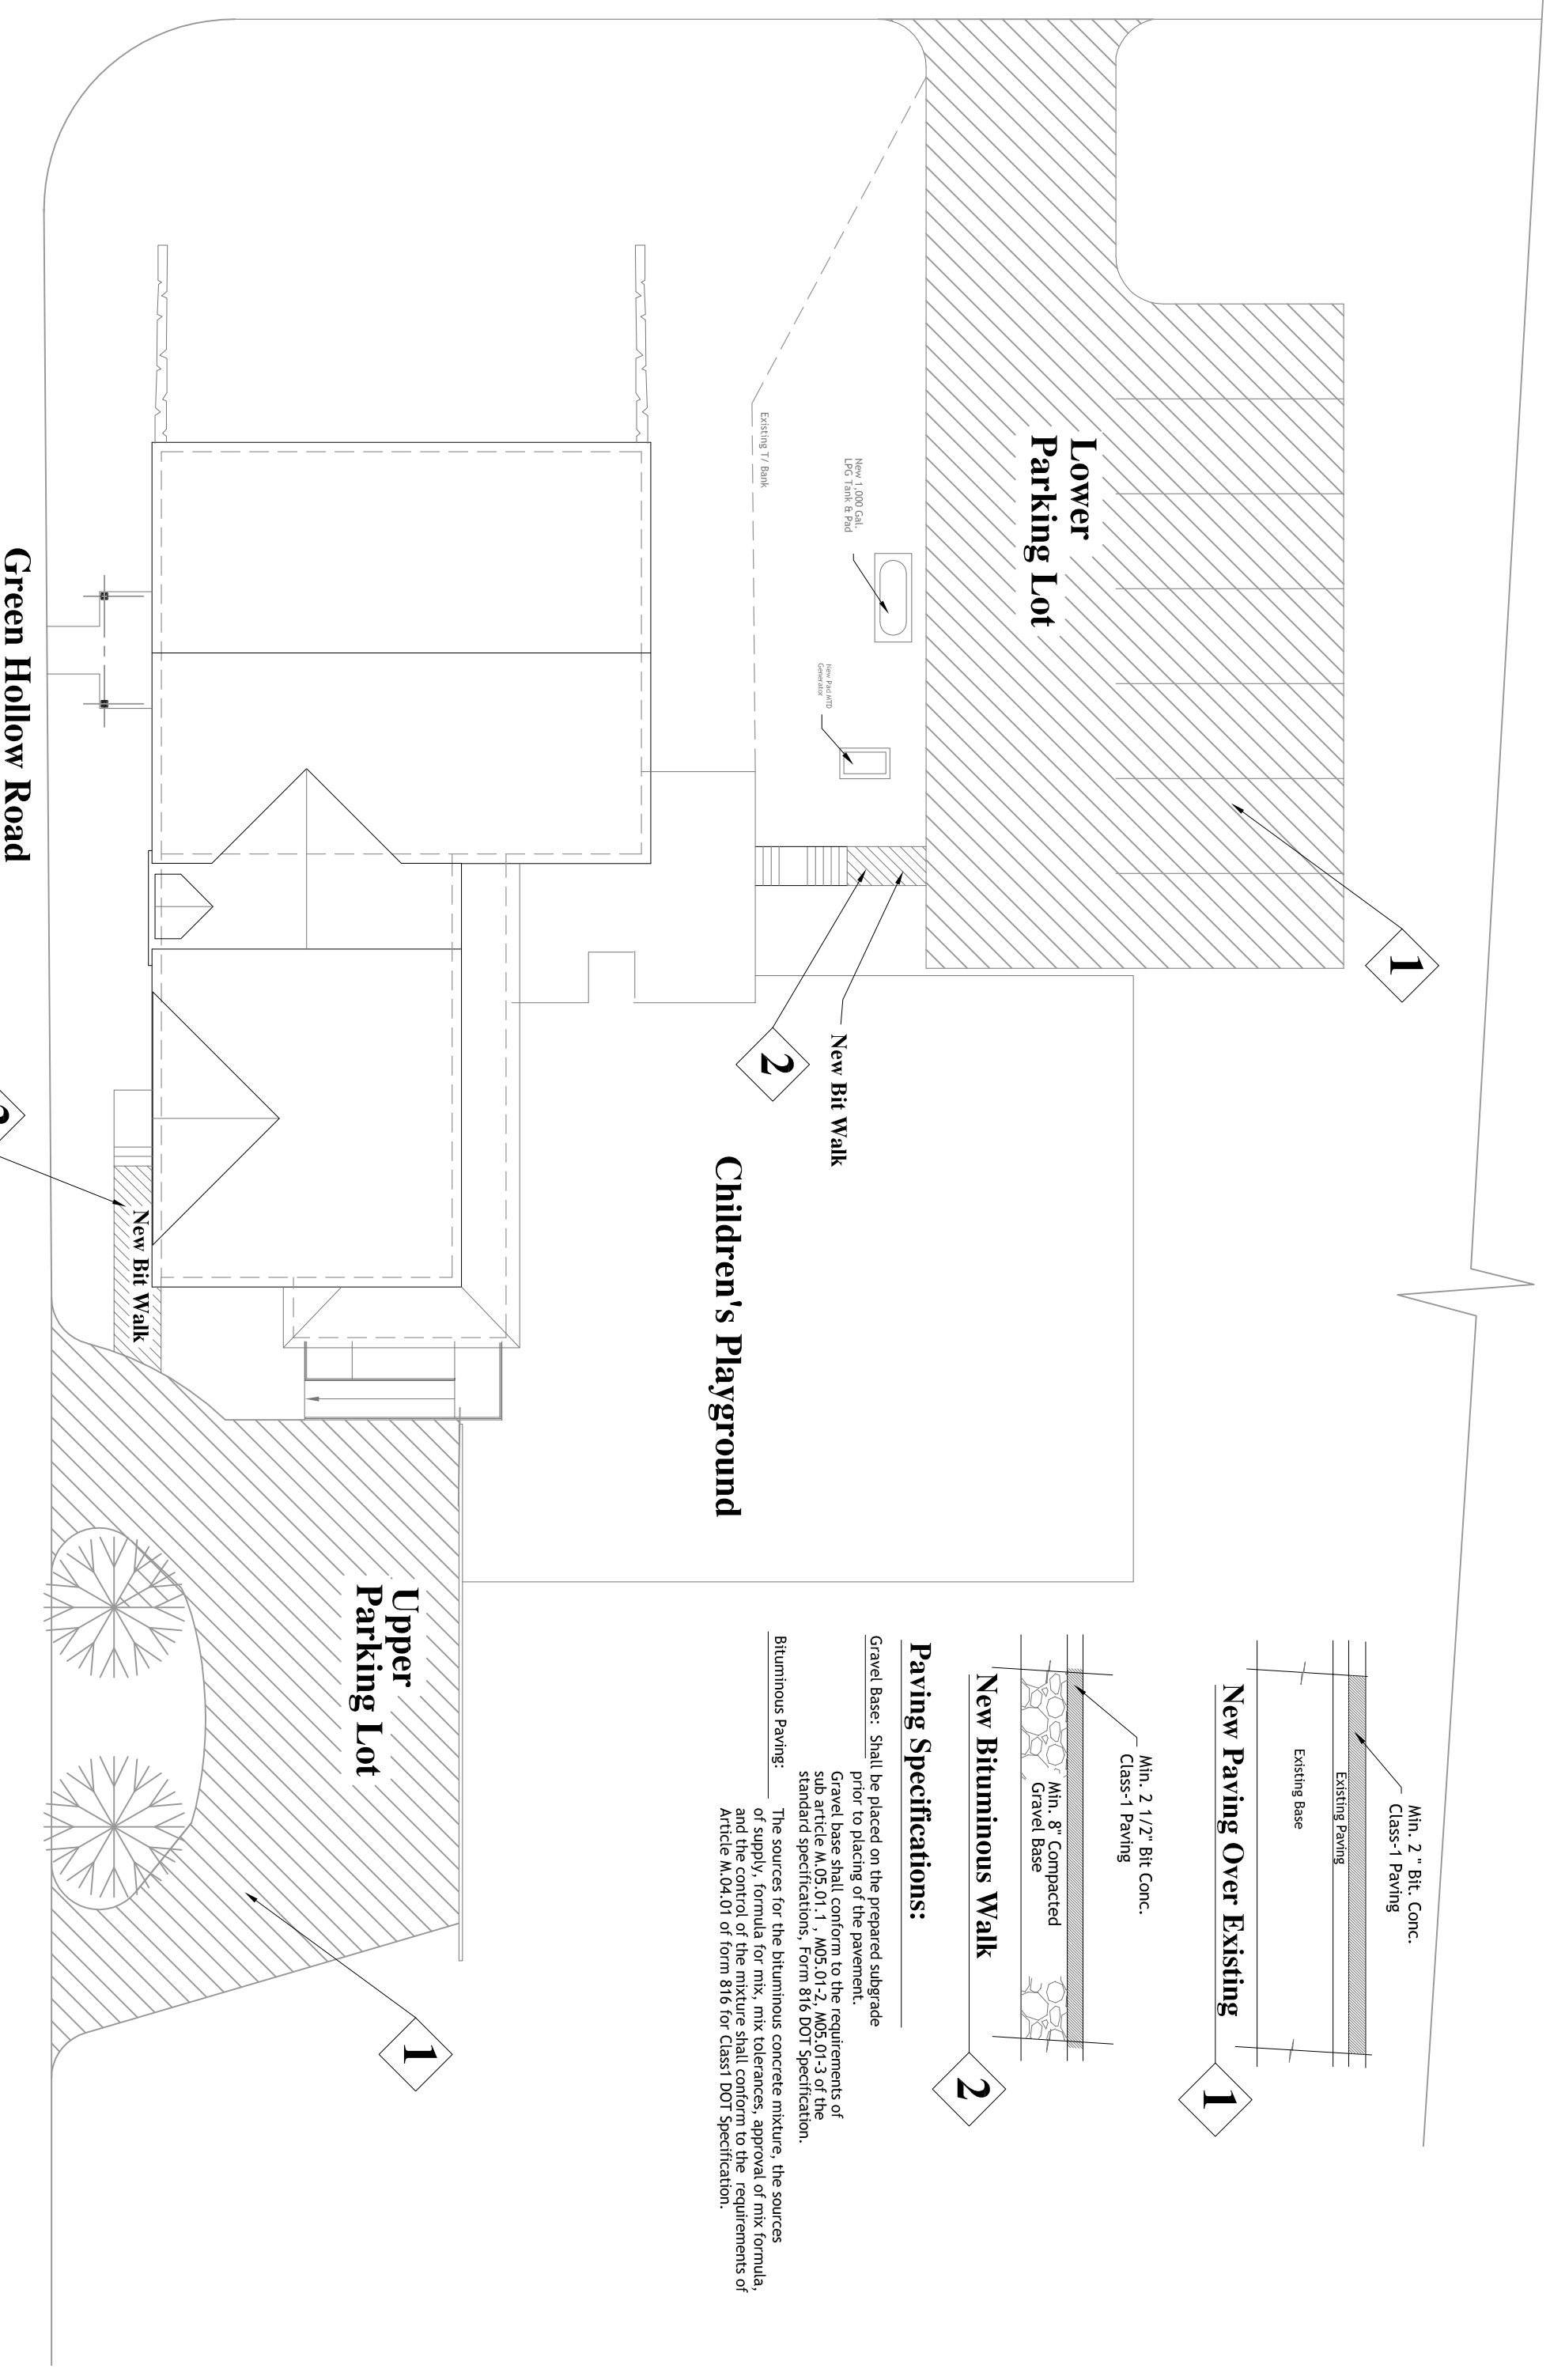 Lower
Parking Lot
1
Existing T/ Bank
New 1,000 Gal.
LPG Tank & Pad
New Pad MTD
Generator
2
New Bit Walk
Children's Playground
Green Hollow Road
New Bit Walk
Upper
Parking Lot
1
Min. 2 " Bit. Conc.
Class-1 Paving
Existing Paving
Existing Base
New Paving Over Existing
1
Min. 2 1/2" Bit Conc.
Class-1 Paving
Min. 8" Compacted
Gravel Base
New Bituminous Walk
2
Paving Specifications:
Gravel Base: Shall be placed on the prepared subgrade
prior to placing of the pavement.
Gravel base shall conform to the requirements of
sub article M.05.01.1 , M05.01-2, M05.01-3 of the
standard specifications, Form 816 DOT Specification.
Bituminous Paving: The sources for the bituminous concrete mixture, the sources
of supply, formula for mix, mix tolerances, approval of mix formula,
and the control of the mixture shall conform to the requirements of
Article M.04.01 of form 816 for Class1 DOT Specification.